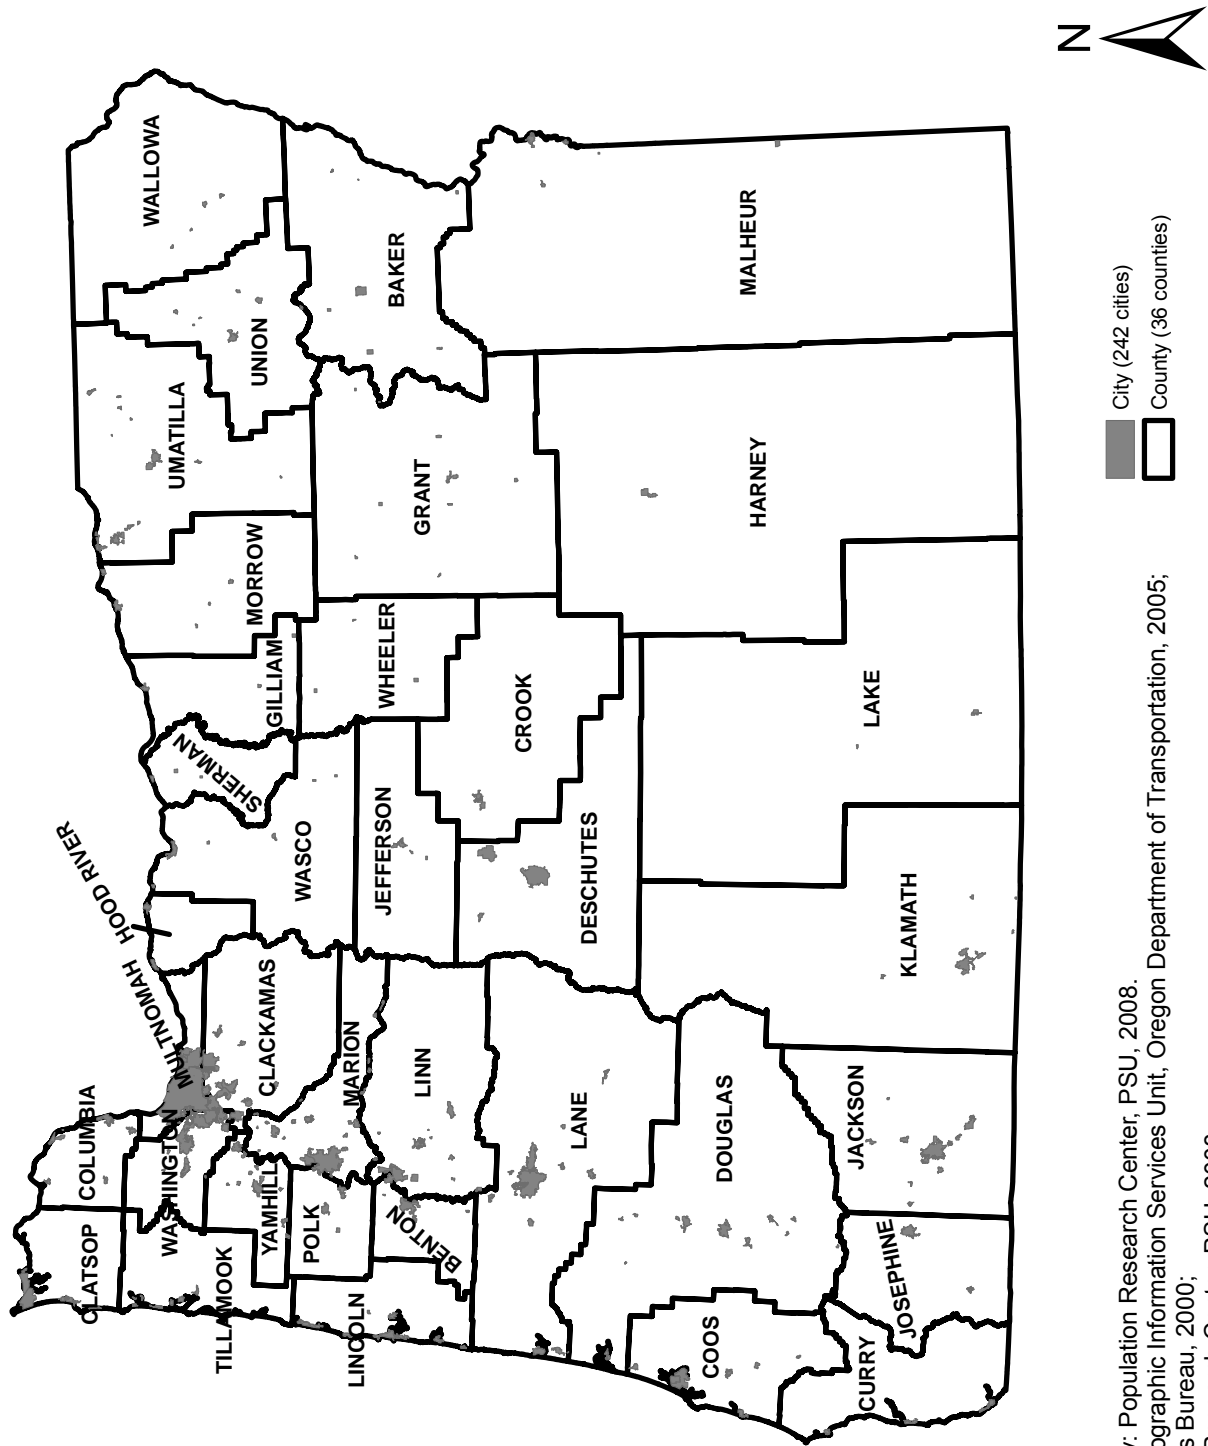 N
WALLOWA
UMATILLA
UNION
BAKER
MALHEUR
MORROW
GRANT
HARNEY
GILLIAM
WHEELER
SHERMAN
CROOK
LAKE
HOOD RIVER
WASCO
JEFFERSON
DESCHUTES
KLAMATH
MULTNOMAH
CLACKAMAS
MARION
LINN
LANE
DOUGLAS
JACKSON
COLUMBIA
WASHINGTON
CLATSOP
YAMHILL
POLK
BENTON
TILLAMOOK
LINCOLN
COOS
CURRY
JOSEPHINE
City (242 cities)
County (36 counties)
: Population Research Center, PSU, 2008.
ographic Information Services Unit, Oregon Department of Transportation, 2005;
s Bureau, 2000;